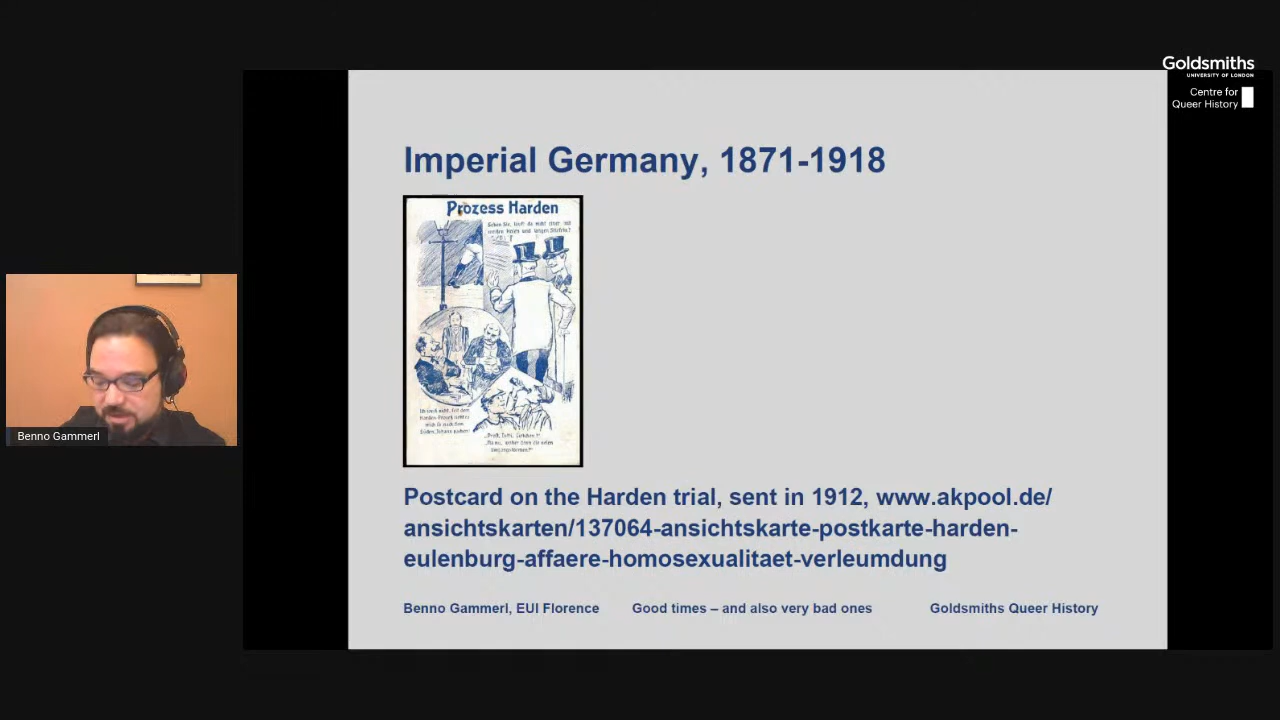 Goldsmiths
UNIVERSITY OF LONDON
Centre for
Queer History
Imperial Germany, 1871-1918
Prozess Harden
Postcard on the Harden trial, sent in 1912, www.akpool.de/
ansichtskarten/137064-ansichtskarte-postkarte-harden-
eulenburg-affaere-homosexualitaet-verleumdung
Benno Gammerl, EUI Florence
Good times – and also very bad ones
Goldsmiths Queer History
Benno Gammerl